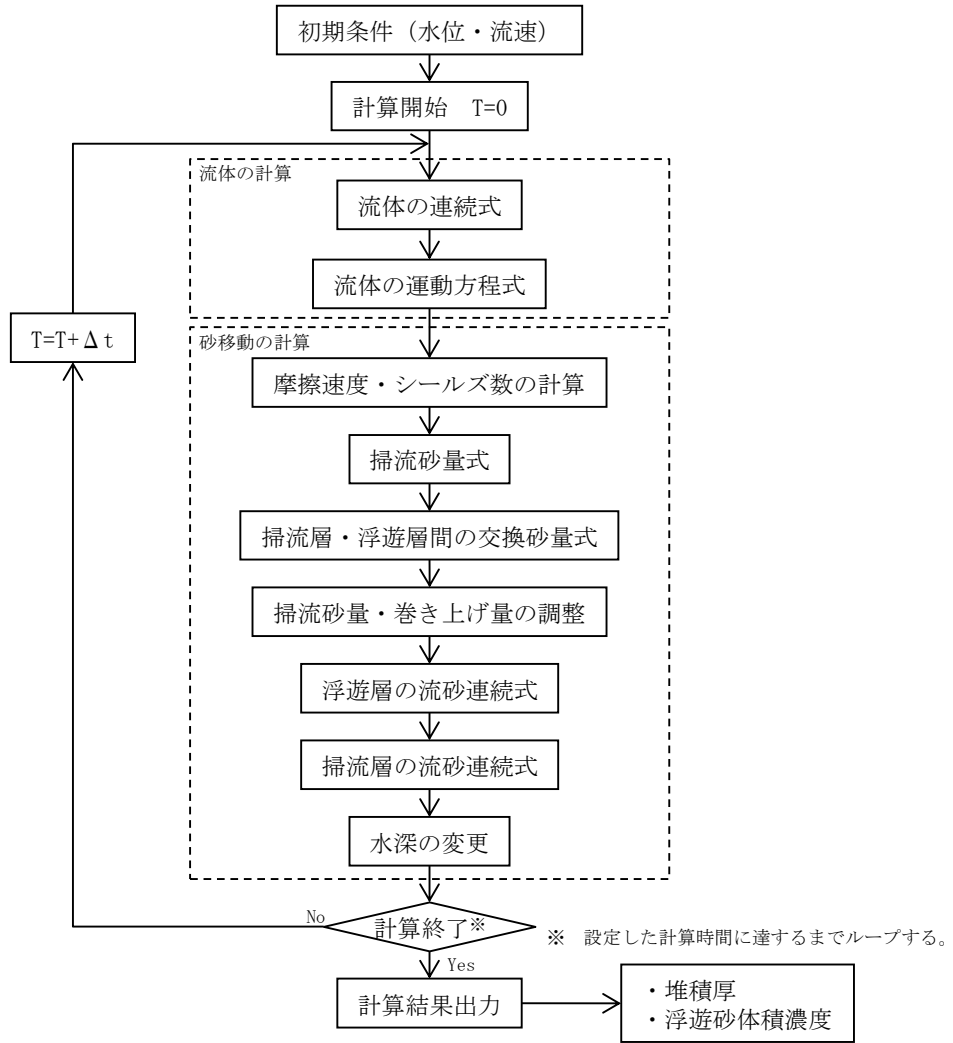 初期条件（水位・流速）
計算開始　T=0
流体の計算
流体の連続式
流体の運動方程式
T=T+Δt
砂移動の計算
摩擦速度・シールズ数の計算
掃流砂量式
掃流層・浮遊層間の交換砂量式
掃流砂量・巻き上げ量の調整
浮遊層の流砂連続式
掃流層の流砂連続式
水深の変更
No
計算終了※
※　設定した計算時間に達するまでループする。
Yes
計算結果出力
・堆積厚
・浮遊砂体積濃度